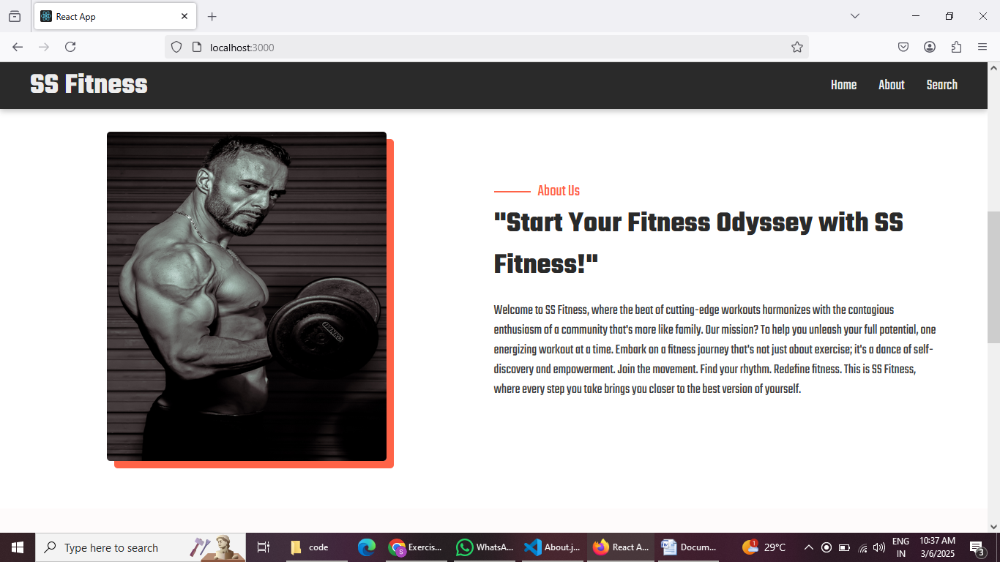 React App
localhost:3000
SS Fitness
Home About Search
About Us
"Start Your Fitness Odyssey with SS
Fitness!"
Welcome to SS Fitness, where the beat of cutting-edge workouts harmonizes with the contagious
enthusiasm of a community that's more like family. Our mission? To help you unleash your full potential, one
energizing workout at a time. Embark on a fitness journey that's not just about exercise; it's a dance of self-
discovery and empowerment. Join the movement. Find your rhythm. Redefine fitness. This is SS Fitness,
where every step you take brings you closer to the best version of yourself.
Type here to search
code
Exercis...
WhatsA...
About.j...
React A...
Docum...
29°C
ENG
IN
10:37 AM
3/6/2025
3